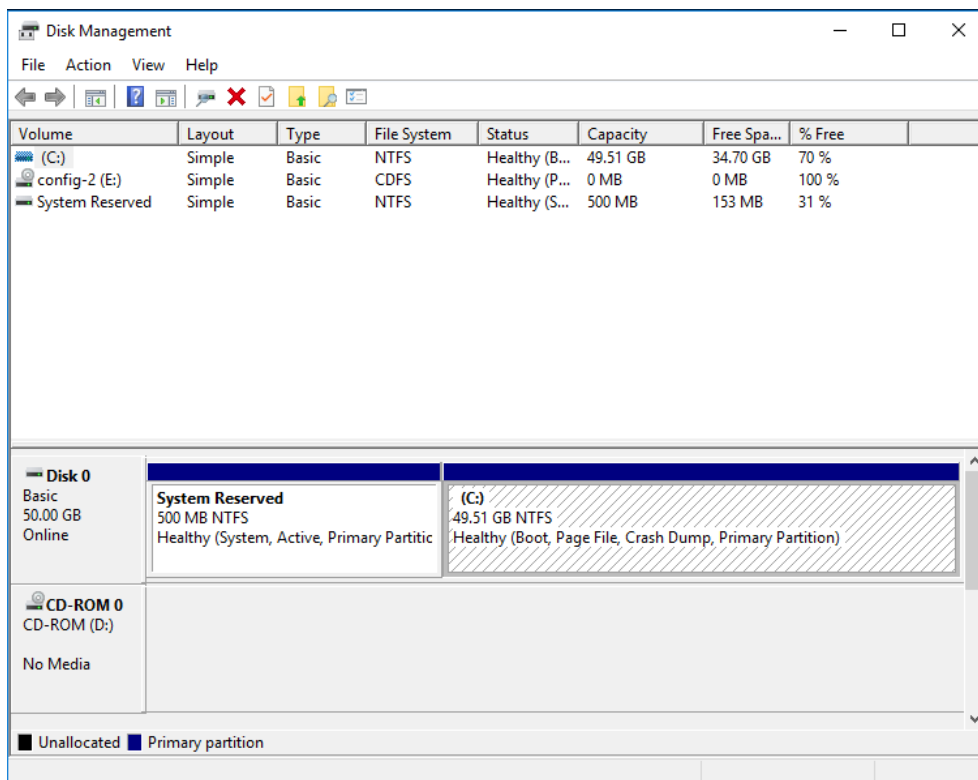 Disk Management
File Action View Help
Volume Layout Type File System Status Capacity Free Spa... % Free
(C:) Simple Basic NTFS Healthy (B... 49.51 GB 34.70 GB 70 %
config-2 (E:) Simple Basic CDFS Healthy (P... 0 MB 0 MB 100 %
System Reserved Simple Basic NTFS Healthy (S... 500 MB 153 MB 31 %
Disk 0
Basic
50.00 GB
Online
System Reserved
500 MB NTFS
Healthy (System, Active, Primary Partitic
(C:)
49.51 GB NTFS
Healthy (Boot, Page File, Crash Dump, Primary Partition)
CD-ROM 0
CD-ROM (D:)
No Media
Unallocated Primary partition